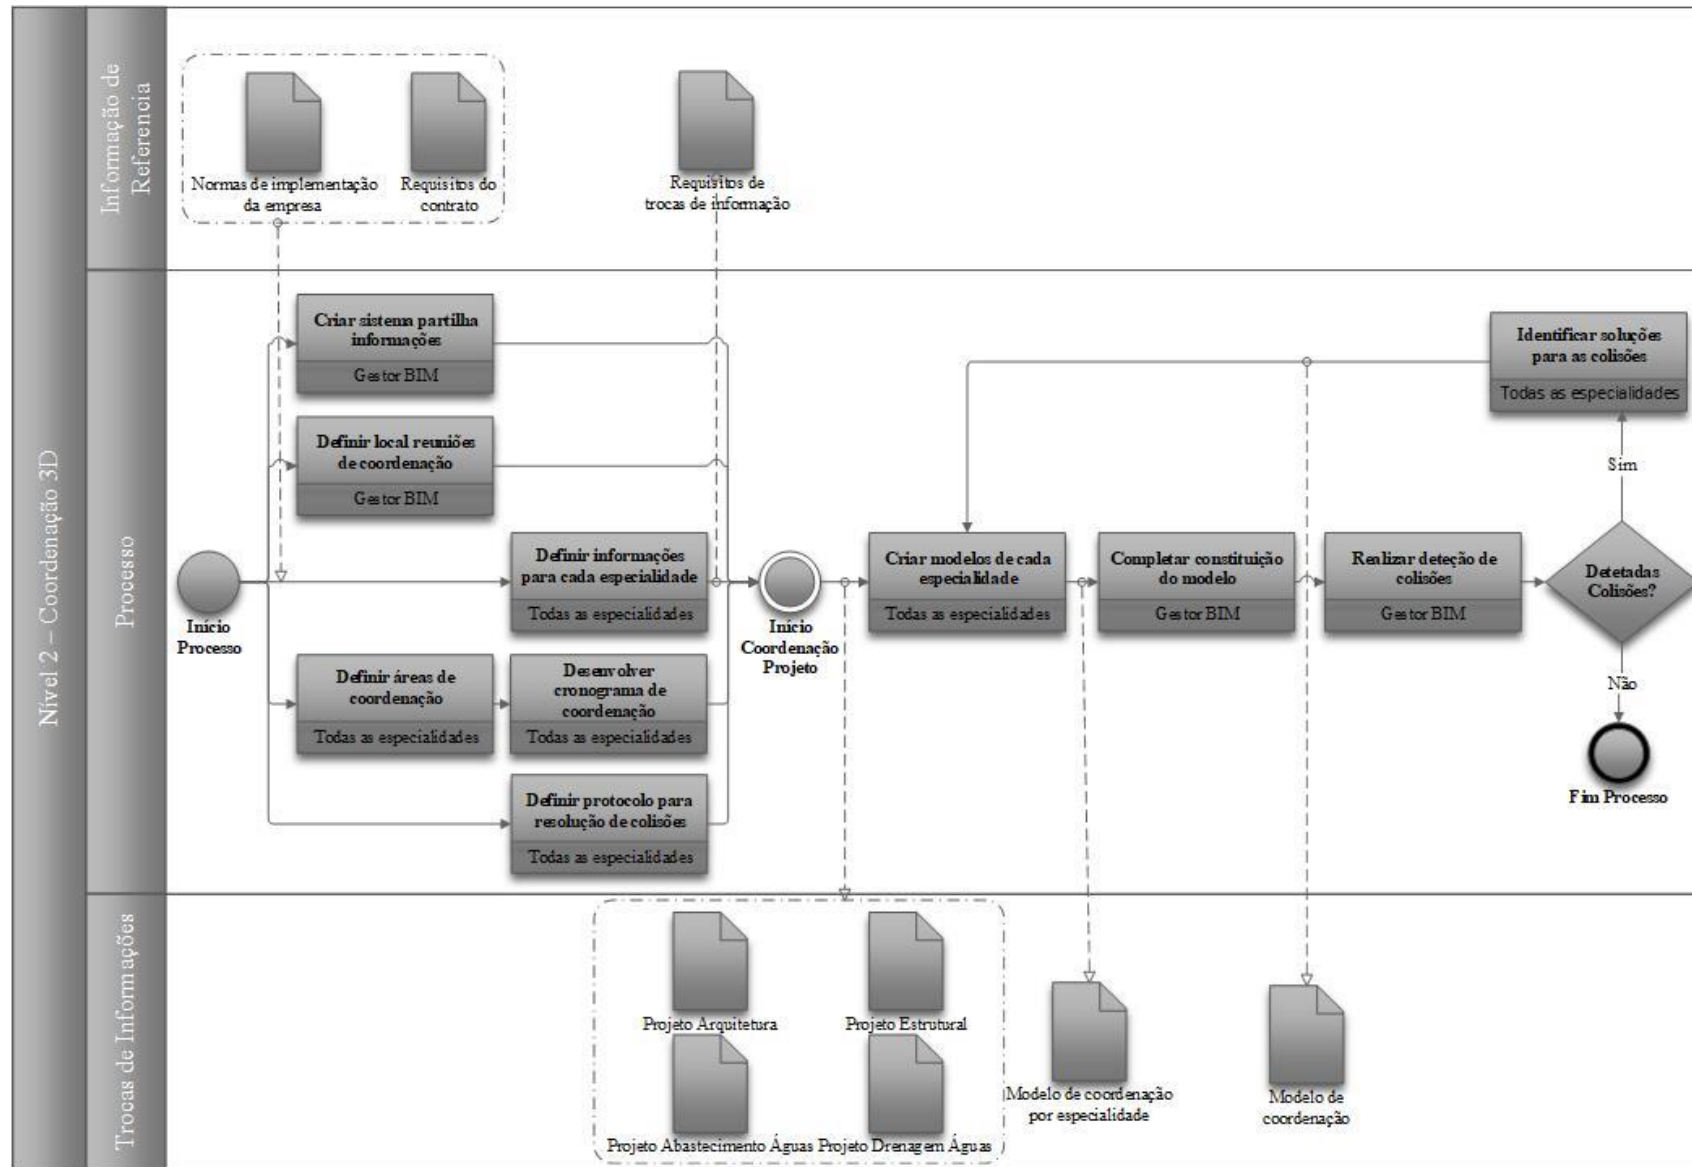 Nível 2 – Coordenação 3D
Informação de
Referencia
Normas de implementação
da empresa
Requisitos do
contrato
Requisitos de
trocas de informação
Processo
Início
Processo
Criar sistema partilha
informações
Gestor BIM
Definir local reuniões
de coordenação
Gestor BIM
Definir informações
para cada especialidade
Todas as especialidades
Definir áreas de
coordenação
Todas as especialidades
Desenvolver
cronograma de
coordenação
Todas as especialidades
Definir protocolo para
resolução de colisões
Todas as especialidades
Início
Coordenação
Projeto
Criar modelos de cada
especialidade
Todas as especialidades
Completar constituição
do modelo
Gestor BIM
Realizar deteção de
colisões
Gestor BIM
Detetadas
Colisões?
Sim
Identificar soluções
para as colisões
Todas as especialidades
Não
Fim Processo
Trocas de Informações
Projeto Arquitetura
Projeto Estrutural
Projeto Abastecimento Águas
Projeto Drenagem Águas
Modelo de coordenação
por especialidade
Modelo de
coordenação